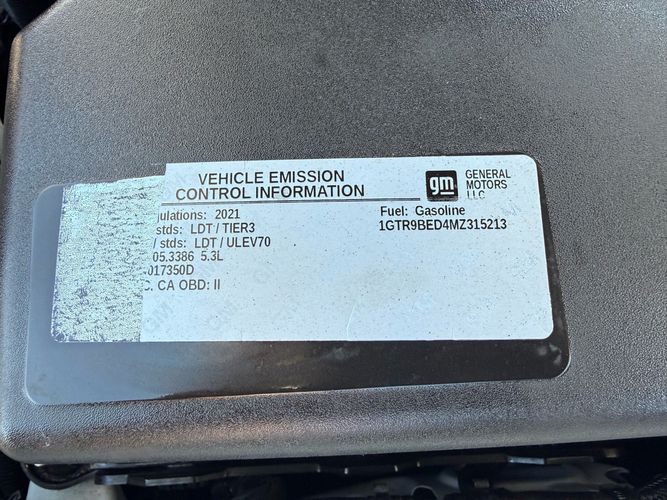 VEHICLE EMISSION
CONTROL INFORMATION
gm GENERAL
MOTORS
LLC
ulations: 2021 Fuel: Gasoline
stds: LDT / TIER3 1GTR9BED4MZ315213
/ stds: LDT / ULEV70
05.3386 5.3L
017350D
C, CA OBD: II